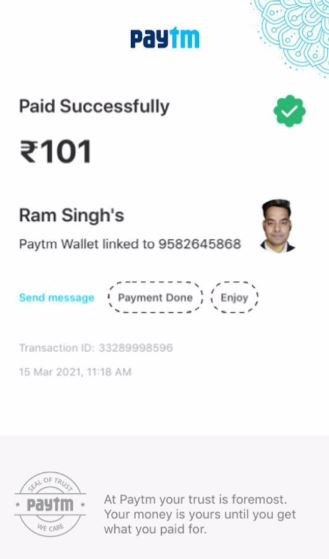 paytm
Paid Successfully
₹101
Ram Singh's
Paytm Wallet linked to 9582645868
Send message
Payment Done
Enjoy
Transaction ID: 33289998596
15 Mar 2021, 11:18 AM
SEAL OF TRUST
paytm
WE CARE
At Paytm your trust is foremost.
Your money is yours until you get
what you paid for.